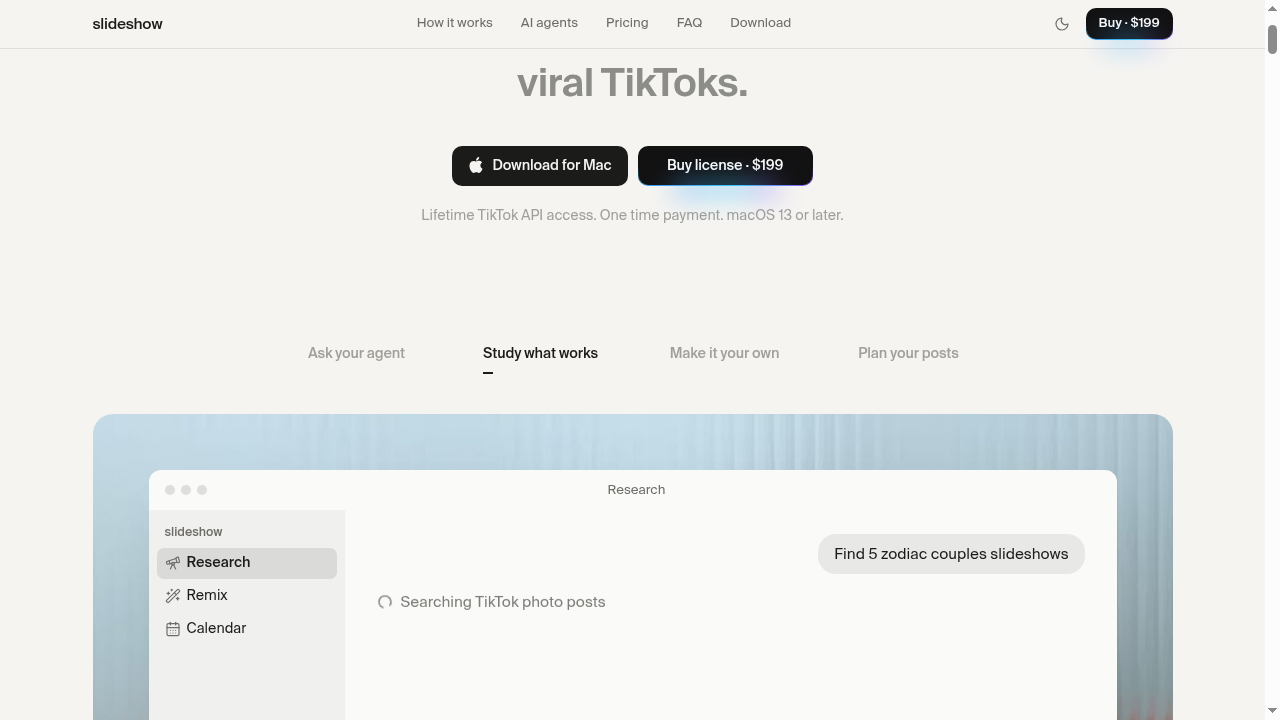 slideshow
How it works
AI agents
Pricing
FAQ
Download
Buy · $199
viral TikToks.
Download for Mac
Buy license · $199
Lifetime TikTok API access. One time payment. macOS 13 or later.
Ask your agent
Study what works
Make it your own
Plan your posts
Research
slideshow
Research
Remix
Calendar
Find 5 zodiac couples slideshows
Searching TikTok photo posts